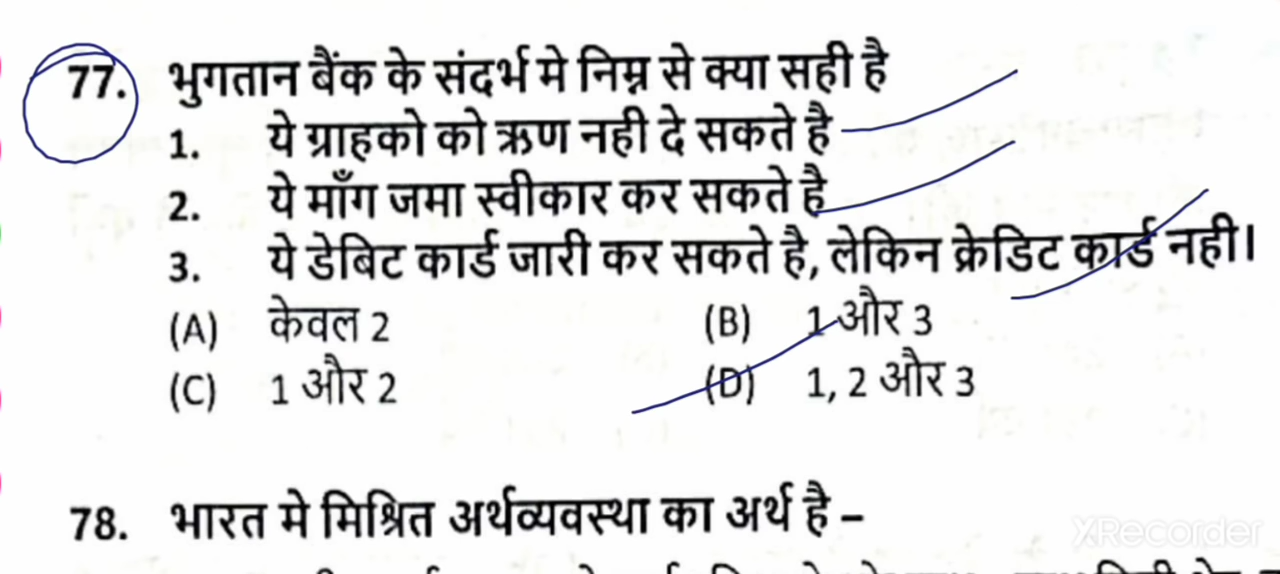 77. भुगतान बैंक के संदर्भ मे निम्न से क्या सही है
1. ये ग्राहको को ऋण नही दे सकते है
2. ये माँग जमा स्वीकार कर सकते है
3. ये डेबिट कार्ड जारी कर सकते है, लेकिन क्रेडिट कार्ड नही।
(A) केवल 2 (B) 1 और 3
(C) 1 और 2 (D) 1, 2 और 3
78. भारत मे मिश्रित अर्थव्यवस्था का अर्थ है –
XRecorder